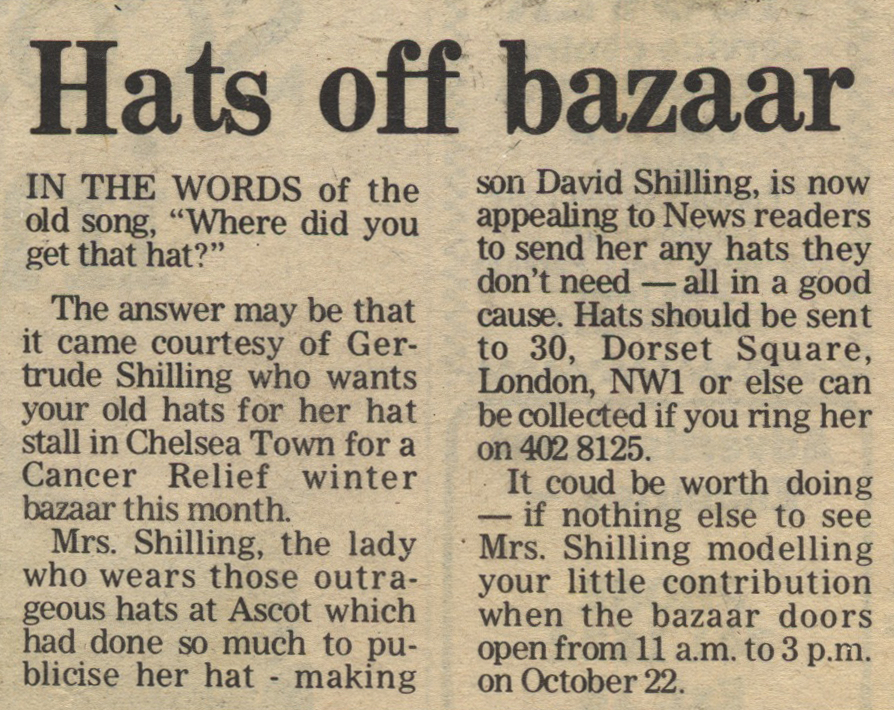 Hats off bazaar
IN THE WORDS of the
old song, “Where did you
get that hat?”
The answer may be that
it came courtesy of Ger-
trude Shilling who wants
your old hats for her hat
stall in Chelsea Town for a
Cancer Relief winter
bazaar this month.
Mrs. Shilling, the lady
who wears those outra-
geous hats at Ascot which
had done so much to pu-
blicise her hat - making
son David Shilling, is now
appealing to News readers
to send her any hats they
don't need — all in a good
cause. Hats should be sent
to 30, Dorset Square,
London, NW1 or else can
be collected if you ring her
on 402 8125.
It coud be worth doing
— if nothing else to see
Mrs. Shilling modelling
your little contribution
when the bazaar doors
open from 11 a.m. to 3 p.m.
on October 22.